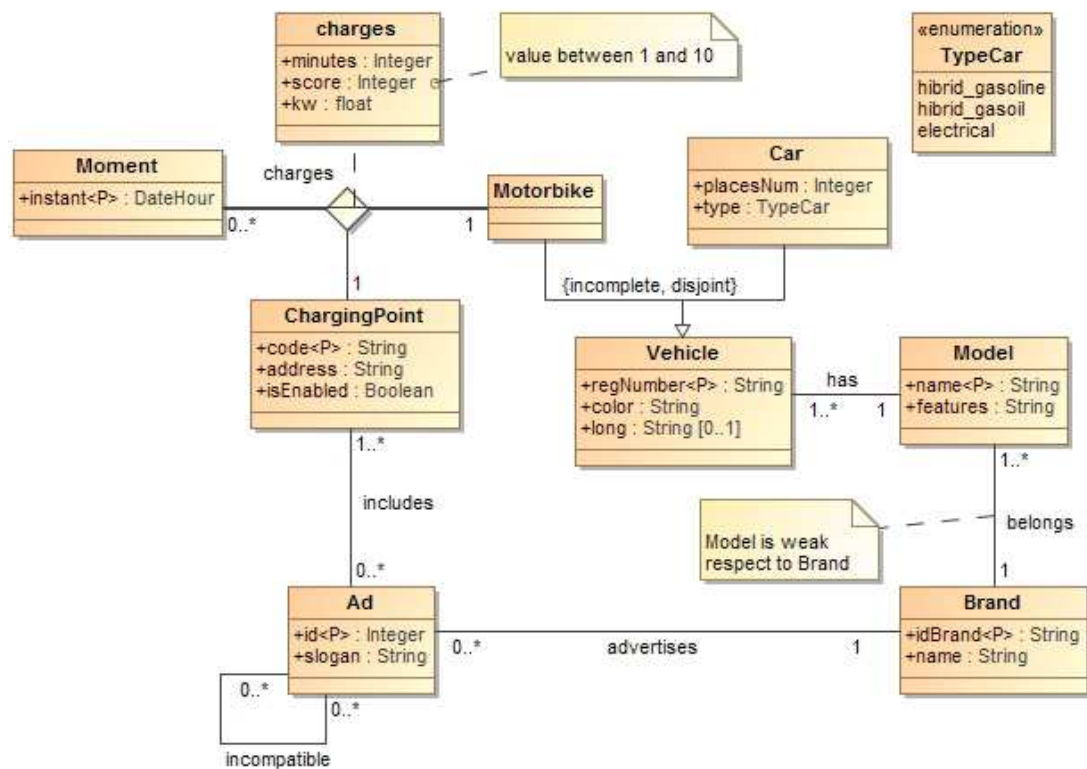 charges
+minutes : Integer
+score : Integer
+kw : float
value between 1 and 10
«enumeration»
TypeCar
hibrid_gasoline
hibrid_gasoil
electrical
Moment
+instant<P> : DateHour
charges
0..*
1
1
Motorbike
Car
+placesNum : Integer
+type : TypeCar
{incomplete, disjoint}
ChargingPoint
+code<P> : String
+address : String
+isEnabled : Boolean
Vehicle
+regNumber<P> : String
+color : String
+long : String [0..1]
has
1..*
1
Model
+name<P> : String
+features : String
1..*
includes
0..*
1..*
belongs
1
Model is weak
respect to Brand
Ad
+id<P> : Integer
+slogan : String
0..*
advertises
1
Brand
+idBrand<P> : String
+name : String
0..*
0..*
incompatible